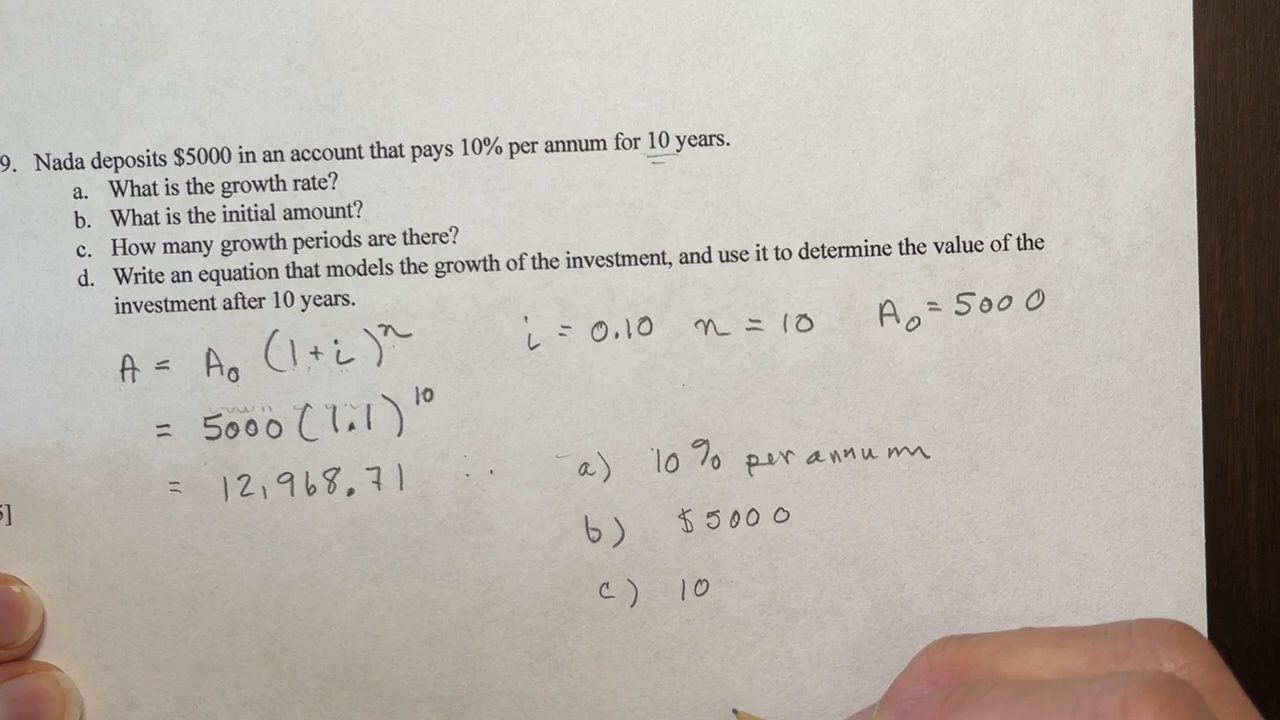 9. Nada deposits $5000 in an account that pays 10% per annum for 10 years.
a. What is the growth rate?
b. What is the initial amount?
c. How many growth periods are there?
d. Write an equation that models the growth of the investment, and use it to determine the value of the
investment after 10 years.
A = A₀ (1+i)ⁿ
i = 0.10 n = 10 A₀ = 5000
= 5000 (1.1)¹⁰
= 12,968.71
a) 10% per annum
b) $5000
c) 10
5]